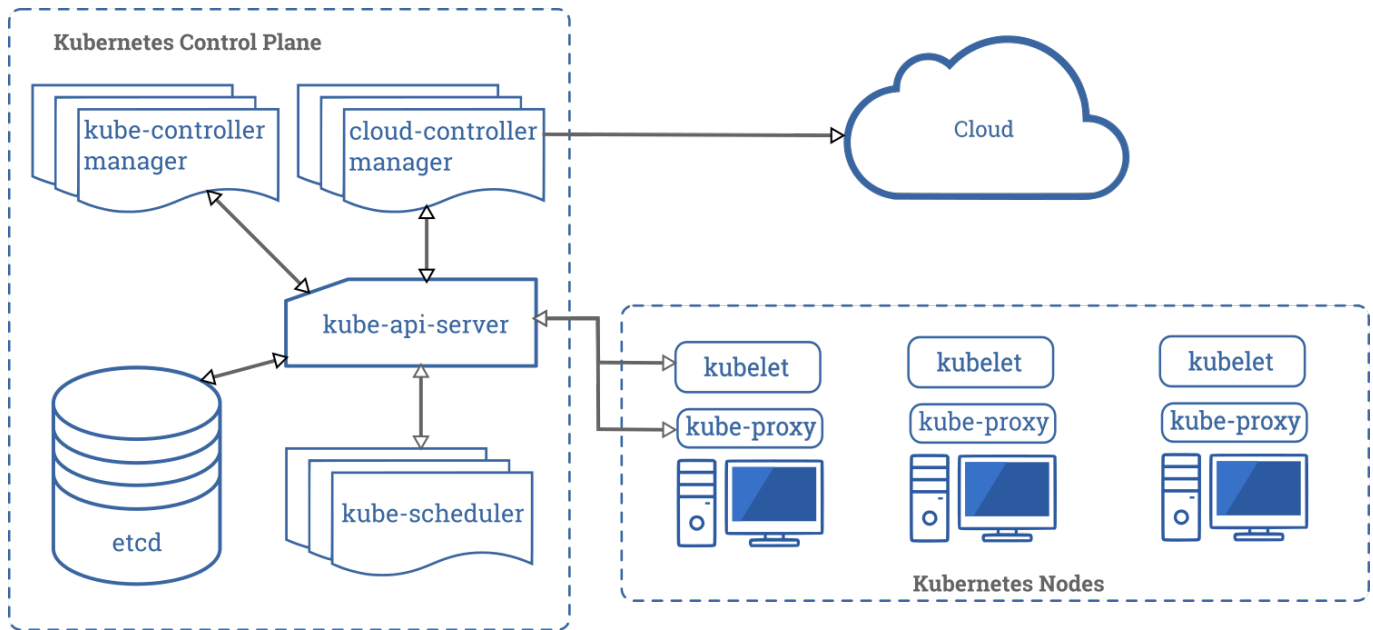 Kubernetes Control Plane
kube-controller
manager
cloud-controller
manager
Cloud
kube-api-server
kubelet
kubelet
kubelet
kube-proxy
kube-proxy
kube-proxy
kube-scheduler
etcd
Kubernetes Nodes